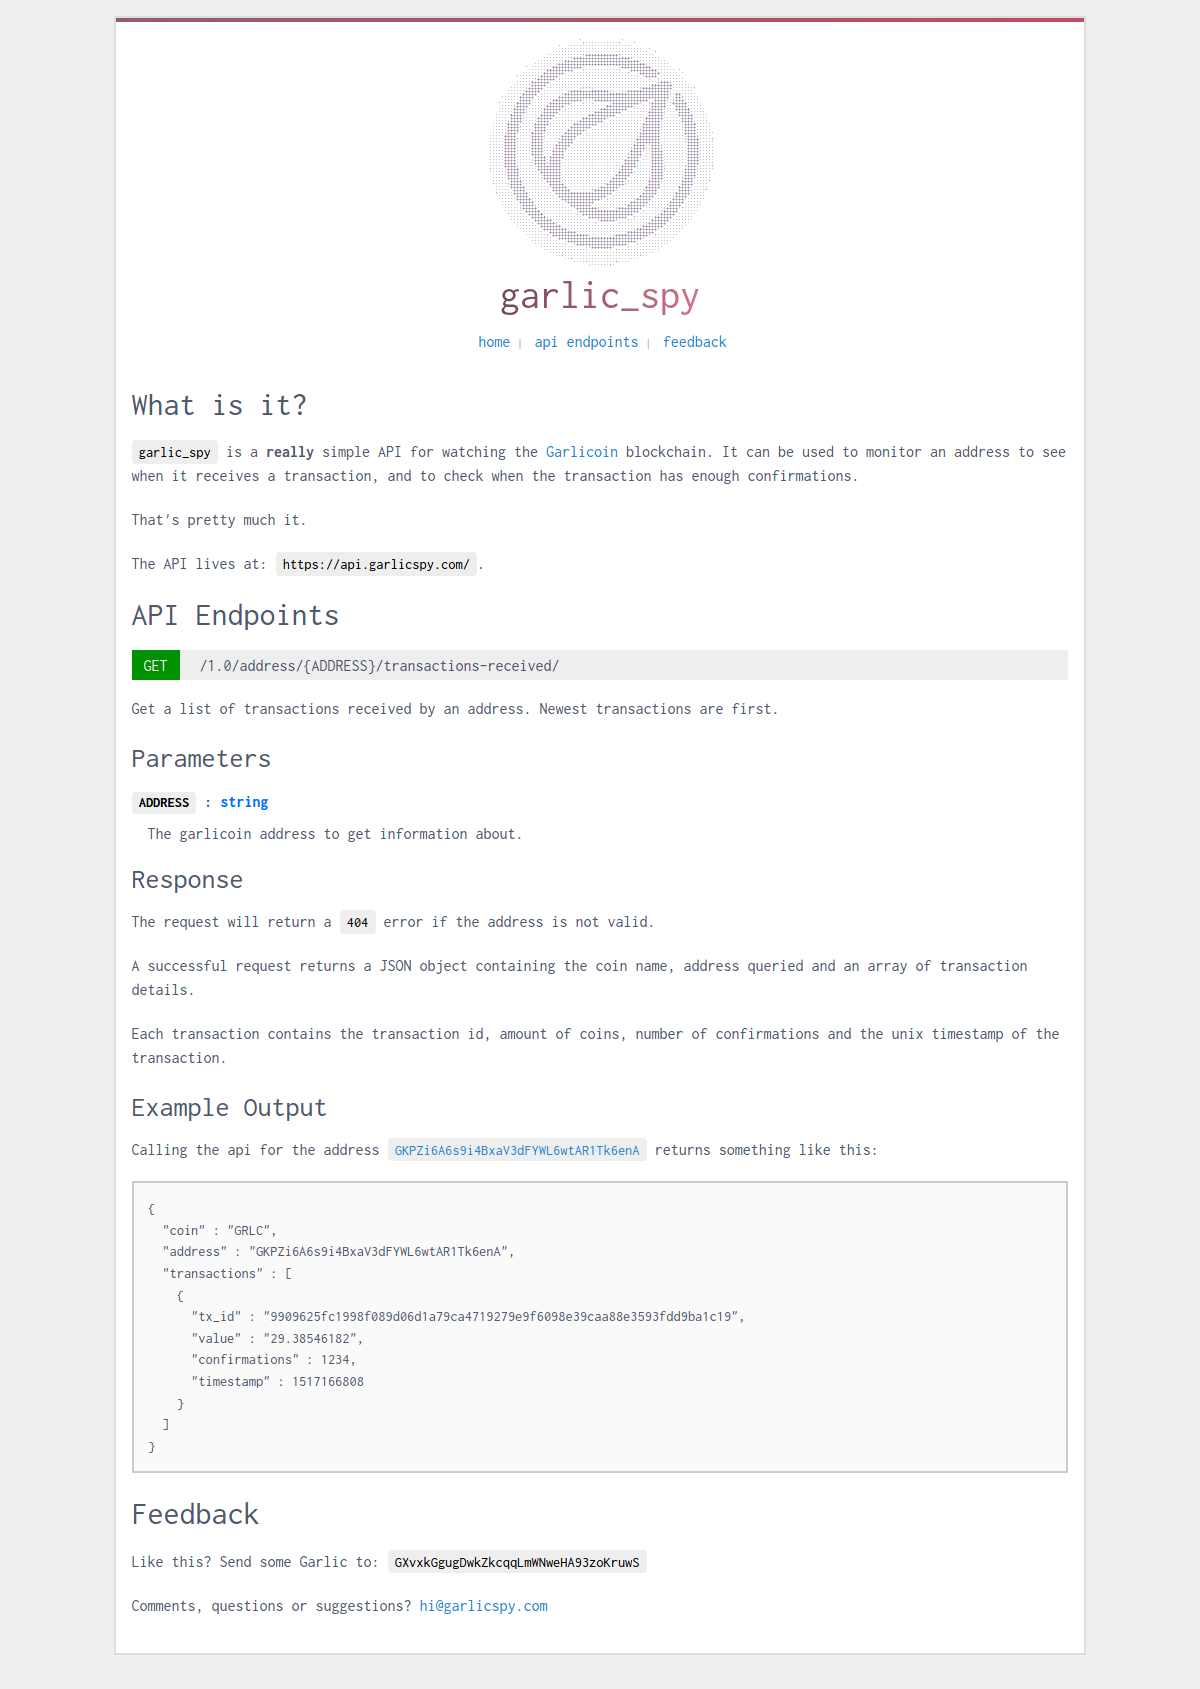 garlic_spy
home | api endpoints | feedback
What is it?
garlic_spy is a really simple API for watching the Garlicoin blockchain. It can be used to monitor an address to see
when it receives a transaction, and to check when the transaction has enough confirmations.
That's pretty much it.
The API lives at: https://api.garlicspy.com/.
API Endpoints
GET /1.0/address/{ADDRESS}/transactions-received/
Get a list of transactions received by an address. Newest transactions are first.
Parameters
ADDRESS : string
The garlicoin address to get information about.
Response
The request will return a 404 error if the address is not valid.
A successful request returns a JSON object containing the coin name, address queried and an array of transaction
details.
Each transaction contains the transaction id, amount of coins, number of confirmations and the unix timestamp of the
transaction.
Example Output
Calling the api for the address GKPZi6A6s9i4BxaV3dFYWL6wtAR1Tk6enA returns something like this:
{
  "coin" : "GRLC",
  "address" : "GKPZi6A6s9i4BxaV3dFYWL6wtAR1Tk6enA",
  "transactions" : [
    {
      "tx_id" : "9909625fc1998f089d06d1a79ca4719279e9f6098e39caa88e3593fdd9ba1c19",
      "value" : "29.38546182",
      "confirmations" : 1234,
      "timestamp" : 1517166808
    }
  ]
}
Feedback
Like this? Send some Garlic to: GXvxkGgugDwkZkcqqLmWNweHA93zoKruwS
Comments, questions or suggestions? hi@garlicspy.com